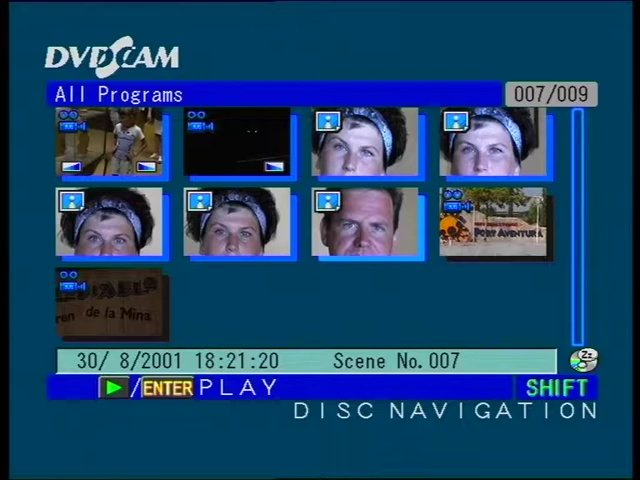 DVDCAM
All Programs 007/009
PORT AVENTURA
de la Mina
30/ 8/2001 18:21:20 Scene No.007
/ENTER PLAY SHIFT
DISC NAVIGATION